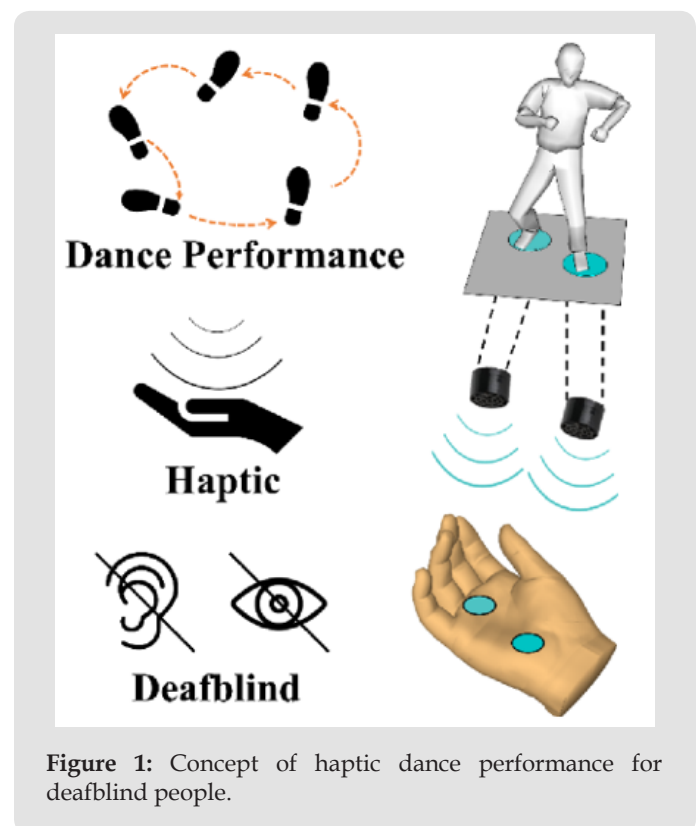 Dance Performance
Haptic
Deafblind
Figure 1: Concept of haptic dance performance for
deafblind people.